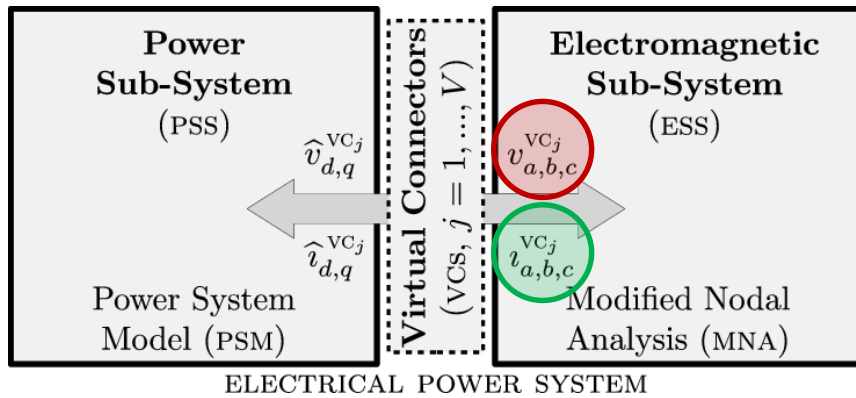 Power
Sub-System
(PSS)
v̂_{d,q}^{VC_j}
î_{d,q}^{VC_j}
Power System
Model (PSM)
Virtual Connectors
(VCs, j = 1, ..., V)
Electromagnetic
Sub-System
(ESS)
v_{a,b,c}^{VC_j}
ı_{a,b,c}^{VC_j}
Modified Nodal
Analysis (MNA)
ELECTRICAL POWER SYSTEM